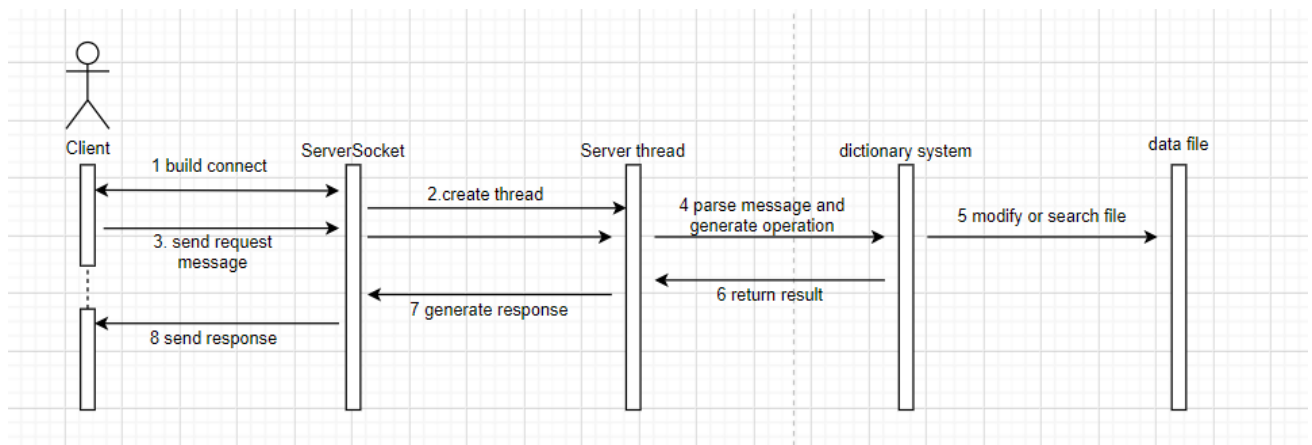 Client
ServerSocket
Server thread
dictionary system
data file
1 build connect
2.create thread
3. send request
message
4 parse message and
generate operation
5 modify or search file
6 return result
7 generate response
8 send response